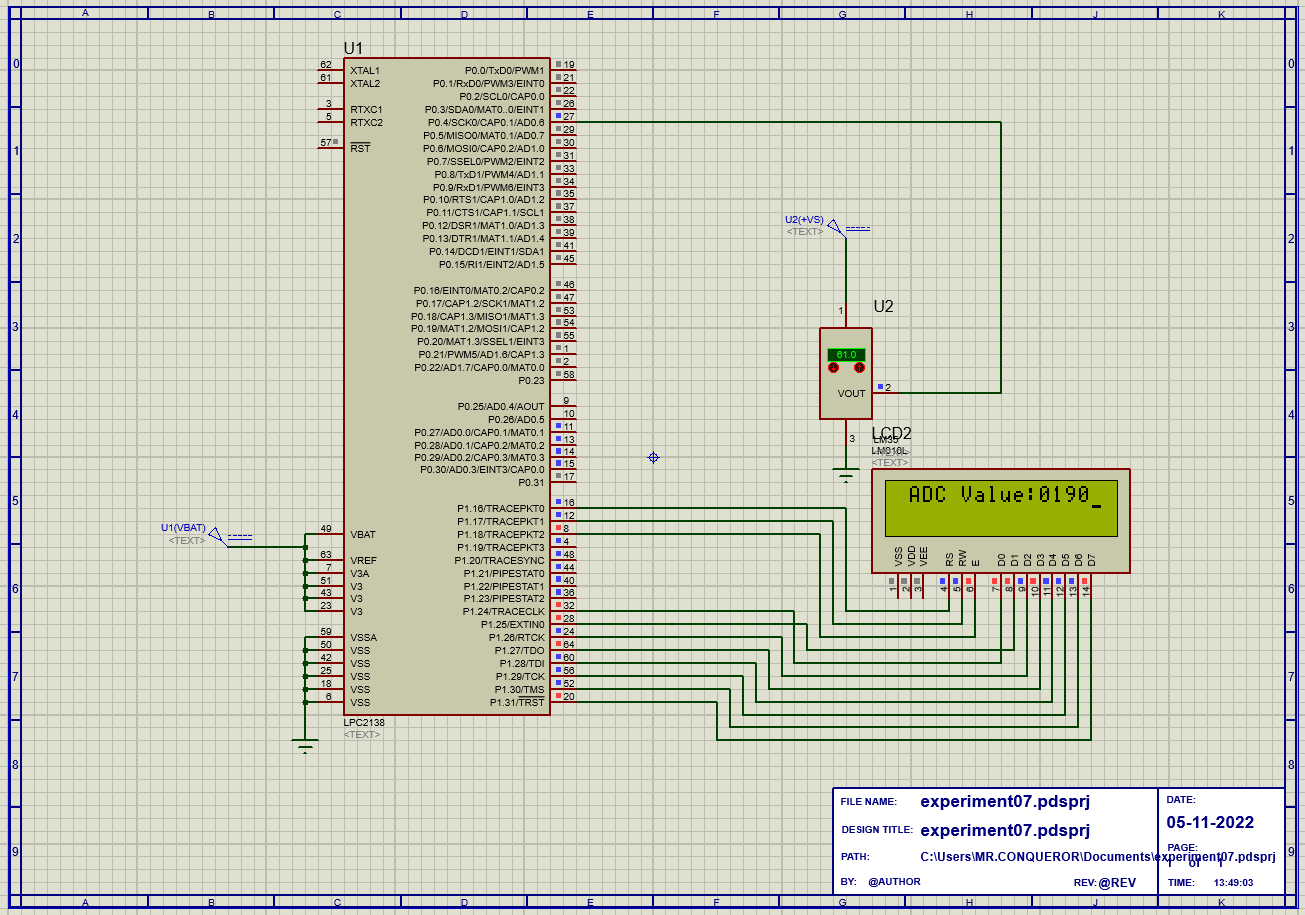 A B C D E F G H J K
0 0
1 1
2 2
3 3
4 4
5 5
6 6
7 7
8 8
9 9
U1
62 XTAL1
61 XTAL2
3 RTXC1
5 RTXC2
57 RST
49 VBAT
63 VREF
7 V3A
51 V3
43 V3
23 V3
59 VSSA
50 VSS
42 VSS
25 VSS
18 VSS
6 VSS
P0.0/TxD0/PWM1 19
P0.1/RxD0/PWM3/EINT0 21
P0.2/SCL0/CAP0.0 22
P0.3/SDA0/MAT0..0/EINT1 26
P0.4/SCK0/CAP0.1/AD0.6 27
P0.5/MISO0/MAT0.1/AD0.7 29
P0.6/MOSI0/CAP0.2/AD1.0 30
P0.7/SSEL0/PWM2/EINT2 31
P0.8/TxD1/PWM4/AD1.1 33
P0.9/RxD1/PWM6/EINT3 34
P0.10/RTS1/CAP1.0/AD1.2 35
P0.11/CTS1/CAP1.1/SCL1 37
P0.12/DSR1/MAT1.0/AD1.3 38
P0.13/DTR1/MAT1.1/AD1.4 39
P0.14/DCD1/EINT1/SDA1 41
P0.15/RI1/EINT2/AD1.5 45
P0.16/EINT0/MAT0.2/CAP0.2 46
P0.17/CAP1.2/SCK1/MAT1.2 47
P0.18/CAP1.3/MISO1/MAT1.3 53
P0.19/MAT1.2/MOSI1/CAP1.2 54
P0.20/MAT1.3/SSEL1/EINT3 55
P0.21/PWM5/AD1.6/CAP1.3 1
P0.22/AD1.7/CAP0.0/MAT0.0 2
P0.23 58
P0.25/AD0.4/AOUT 9
P0.26/AD0.5 10
P0.27/AD0.0/CAP0.1/MAT0.1 11
P0.28/AD0.1/CAP0.2/MAT0.2 13
P0.29/AD0.2/CAP0.3/MAT0.3 14
P0.30/AD0.3/EINT3/CAP0.0 15
P0.31 17
P1.16/TRACEPKT0 16
P1.17/TRACEPKT1 12
P1.18/TRACEPKT2 8
P1.19/TRACEPKT3 4
P1.20/TRACESYNC 48
P1.21/PIPESTAT0 44
P1.22/PIPESTAT1 40
P1.23/PIPESTAT2 36
P1.24/TRACECLK 32
P1.25/EXTIN0 28
P1.26/RTCK 24
P1.27/TDO 64
P1.28/TDI 60
P1.29/TCK 56
P1.30/TMS 52
P1.31/TRST 20
LPC2138
<TEXT>
U1(VBAT)
<TEXT>
U2(+VS)
<TEXT>
U2
1
61.0
VOUT 2
3
LCD2
LM35
LM016L
<TEXT>
ADC Value:0190_
VSS VDD VEE RS RW E D0 D1 D2 D3 D4 D5 D6 D7
1 2 3 4 5 6 7 8 9 10 11 12 13 14
FILE NAME: experiment07.pdsprj
DESIGN TITLE: experiment07.pdsprj
PATH: C:\Users\MR.CONQUEROR\Documents\experiment07.pdsprj
BY: @AUTHOR REV: @REV
DATE:
05-11-2022
PAGE:
1 of 1
TIME: 13:49:03
A B C D E F G H J K